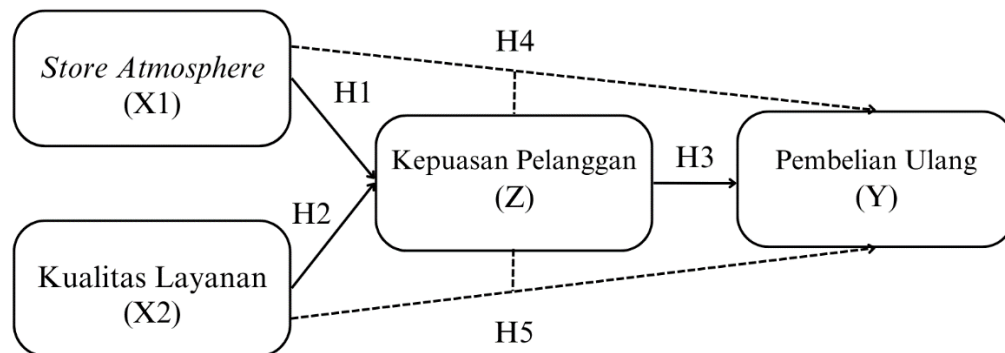 Store Atmosphere
(X1)
H4
H1
Kepuasan Pelanggan
(Z)
H3
Pembelian Ulang
(Y)
H2
Kualitas Layanan
(X2)
H5